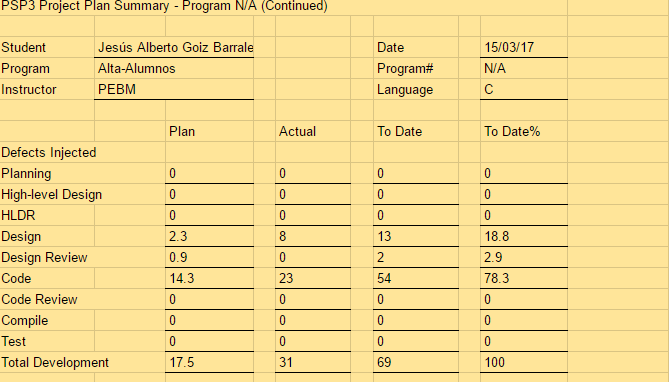 PSP3 Project Plan Summary - Program N/A (Continued)
Student Jesús Alberto Goiz Barrale Date 15/03/17
Program Alta-Alumnos Program# N/A
Instructor PEBM Language C
Plan Actual To Date To Date%
Defects Injected
Planning 0 0 0 0
High-level Design 0 0 0 0
HLDR 0 0 0 0
Design 2.3 8 13 18.8
Design Review 0.9 0 2 2.9
Code 14.3 23 54 78.3
Code Review 0 0 0 0
Compile 0 0 0 0
Test 0 0 0 0
Total Development 17.5 31 69 100